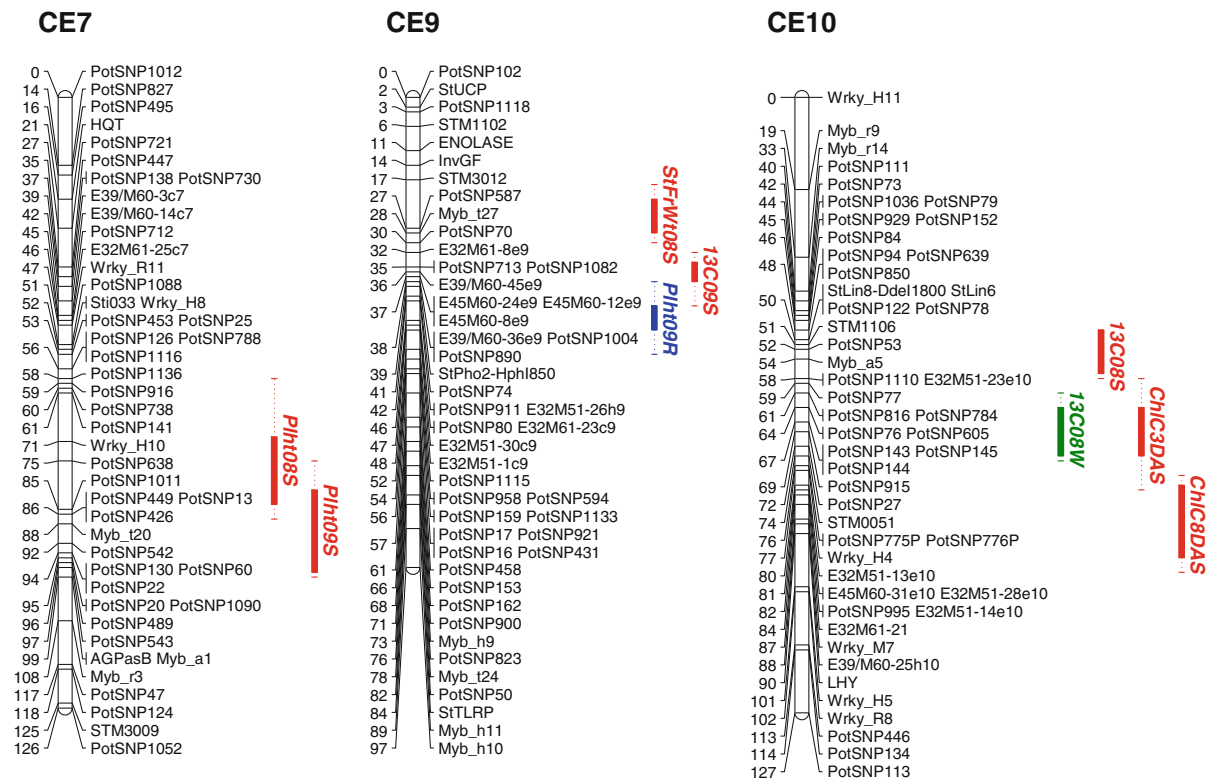 CE7
0 PotSNP1012
14 PotSNP827
16 PotSNP495
21 HQT
27 PotSNP721
35 PotSNP447
37 PotSNP138 PotSNP730
39 E39/M60-3c7
42 E39/M60-14c7
45 PotSNP712
46 E32M61-25c7
47 Wrky_R11
51 PotSNP1088
52 Sti033 Wrky_H8
53 PotSNP453 PotSNP25
56 PotSNP126 PotSNP788
PotSNP1116
58 PotSNP1136
59 PotSNP916
60 PotSNP738
61 PotSNP141
71 Wrky_H10
75 PotSNP638
85 PotSNP1011
86 PotSNP449 PotSNP13
PotSNP426
88 Myb_t20
92 PotSNP542
94 PotSNP130 PotSNP60
PotSNP22
95 PotSNP20 PotSNP1090
96 PotSNP489
97 PotSNP543
99 AGPasB Myb_a1
108 Myb_r3
117 PotSNP47
118 PotSNP124
125 STM3009
126 PotSNP1052
Plht08S
Plht09S
CE9
0 PotSNP102
2 StUCP
3 PotSNP1118
6 STM1102
11 ENOLASE
14 InvGF
17 STM3012
27 PotSNP587
28 Myb_t27
30 PotSNP70
32 E32M61-8e9
35 PotSNP713 PotSNP1082
36 E39/M60-45e9
37 E45M60-24e9 E45M60-12e9
E45M60-8e9
38 E39/M60-36e9 PotSNP1004
PotSNP890
39 StPho2-HphI850
41 PotSNP74
42 PotSNP911 E32M51-26h9
46 PotSNP80 E32M61-23c9
47 E32M51-30c9
48 E32M51-1c9
52 PotSNP1115
54 PotSNP958 PotSNP594
56 PotSNP159 PotSNP1133
57 PotSNP17 PotSNP921
PotSNP16 PotSNP431
61 PotSNP458
66 PotSNP153
68 PotSNP162
71 PotSNP900
73 Myb_h9
76 PotSNP823
78 Myb_t24
82 PotSNP50
84 StTLRP
89 Myb_h11
97 Myb_h10
StFrWt08S
13C09S
Plht09R
CE10
0 Wrky_H11
19 Myb_r9
33 Myb_r14
40 PotSNP111
42 PotSNP73
44 PotSNP1036 PotSNP79
45 PotSNP929 PotSNP152
46 PotSNP84
48 PotSNP94 PotSNP639
PotSNP850
50 StLin8-DdeI1800 StLin6
PotSNP122 PotSNP78
51 STM1106
52 PotSNP53
54 Myb_a5
58 PotSNP1110 E32M51-23e10
59 PotSNP77
61 PotSNP816 PotSNP784
64 PotSNP76 PotSNP605
67 PotSNP143 PotSNP145
PotSNP144
69 PotSNP915
72 PotSNP27
74 STM0051
76 PotSNP775P PotSNP776P
77 Wrky_H4
80 E32M51-13e10
81 E45M60-31e10 E32M51-28e10
82 PotSNP995 E32M51-14e10
84 E32M61-21
87 Wrky_M7
88 E39/M60-25h10
90 LHY
101 Wrky_H5
102 Wrky_R8
113 PotSNP446
114 PotSNP134
127 PotSNP113
13C08S
13C08W
ChlC3DAS
ChlC8DAS